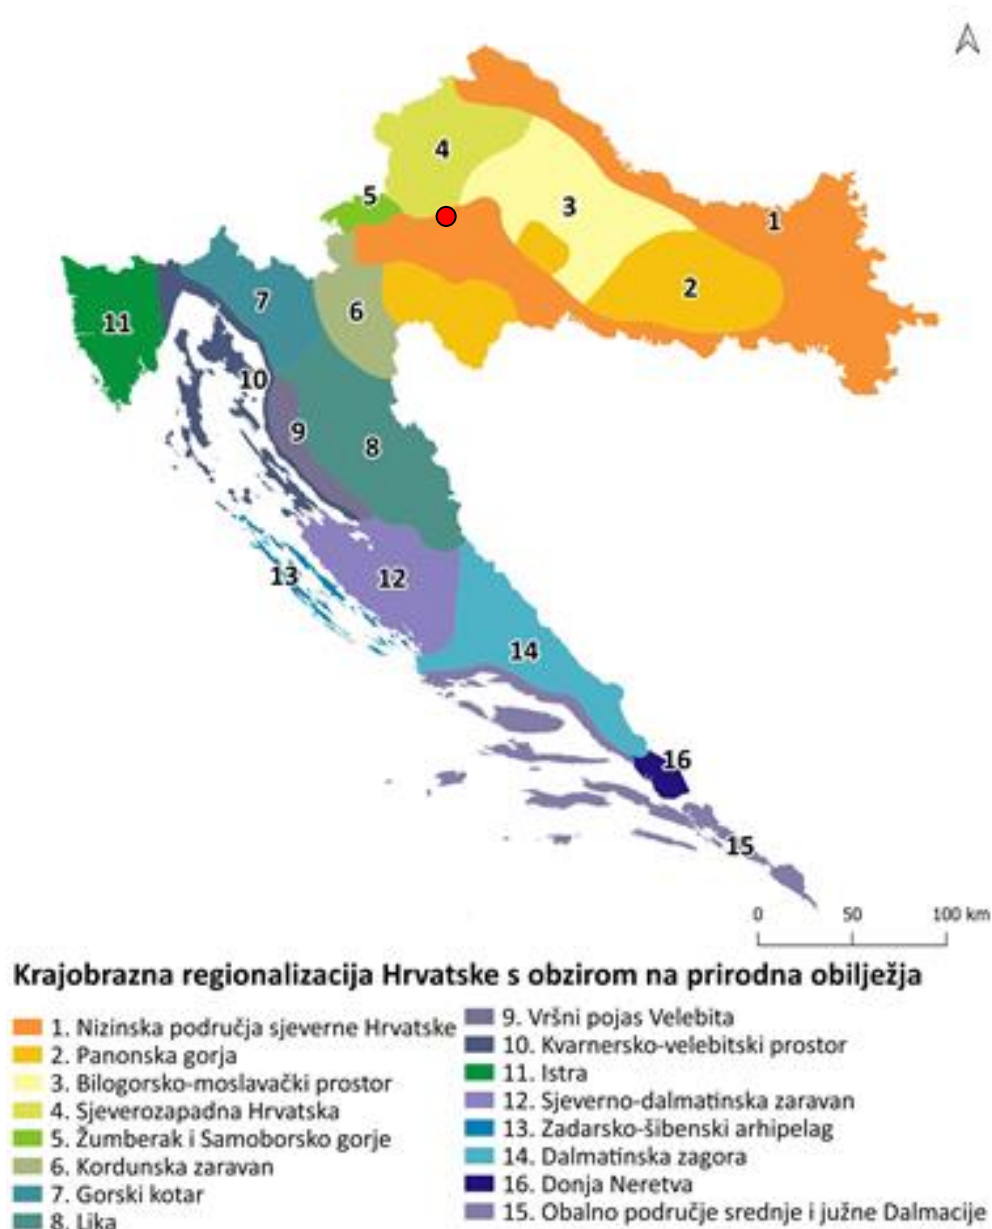 4
5
3
1
2
7
6
11
10
9
8
13
12
14
16
15
0 50 100 km
Krajobrazna regionalizacija Hrvatske s obzirom na prirodna obilježja
1. Nizinska područja sjeverne Hrvatske
2. Panonska gorja
3. Bilogorsko-moslavački prostor
4. Sjeverozapadna Hrvatska
5. Žumberak i Samoborsko gorje
6. Kordunska zaravan
7. Gorski kotar
8. Lika
9. Vršni pojas Velebita
10. Kvarnersko-velebitski prostor
11. Istra
12. Sjeverno-dalmatinska zaravan
13. Zadarsko-šibenski arhipelag
14. Dalmatinska zagora
16. Donja Neretva
15. Obalno područje srednje i južne Dalmacije